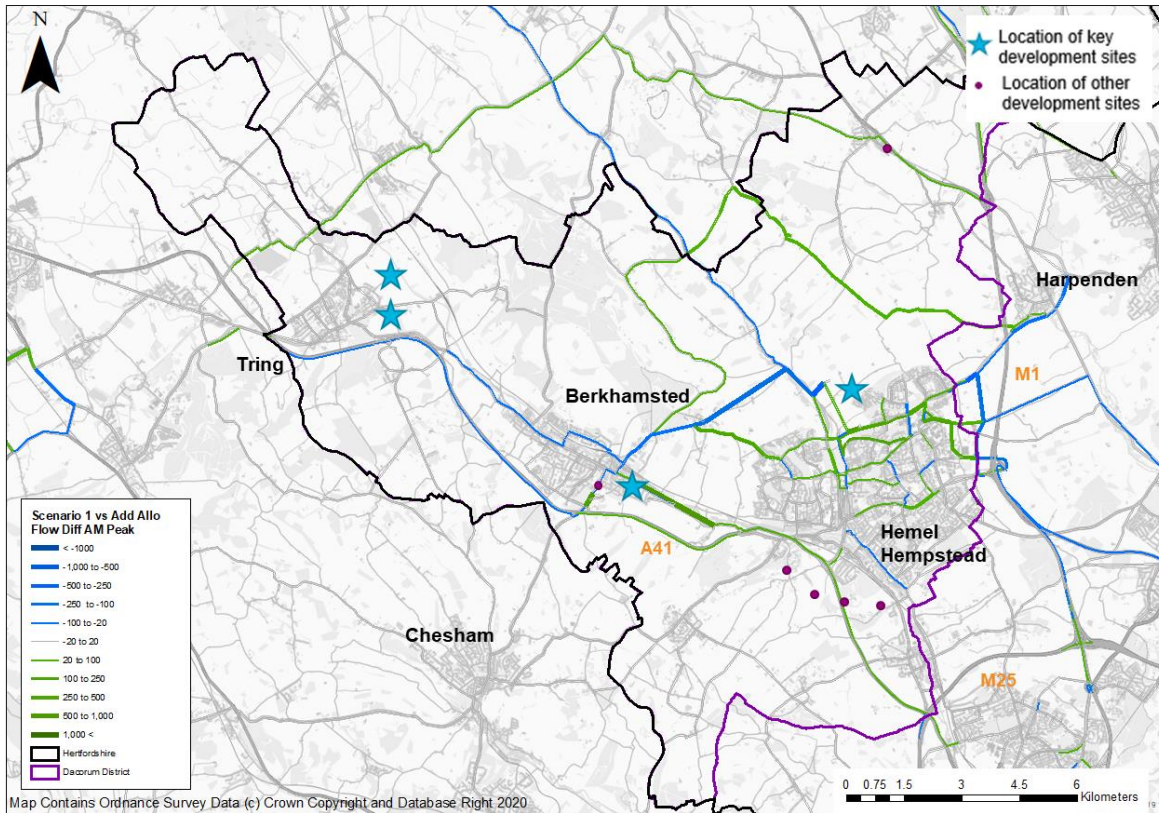 N
Location of key
development sites
Location of other
development sites
Harpenden
Tring
M1
Berkhamsted
Hemel
Hempstead
A41
Chesham
M25
Scenario 1 vs Add Allo
Flow Diff AM Peak
< -1000
-1,000 to -500
-500 to -250
-250 to -100
-100 to -20
-20 to 20
20 to 100
100 to 250
250 to 500
500 to 1,000
1,000 <
Hertfordshire
Dacorum District
0 0.75 1.5 3 4.5 6
Kilometers
Map Contains Ordnance Survey Data (c) Crown Copyright and Database Right 2020
19